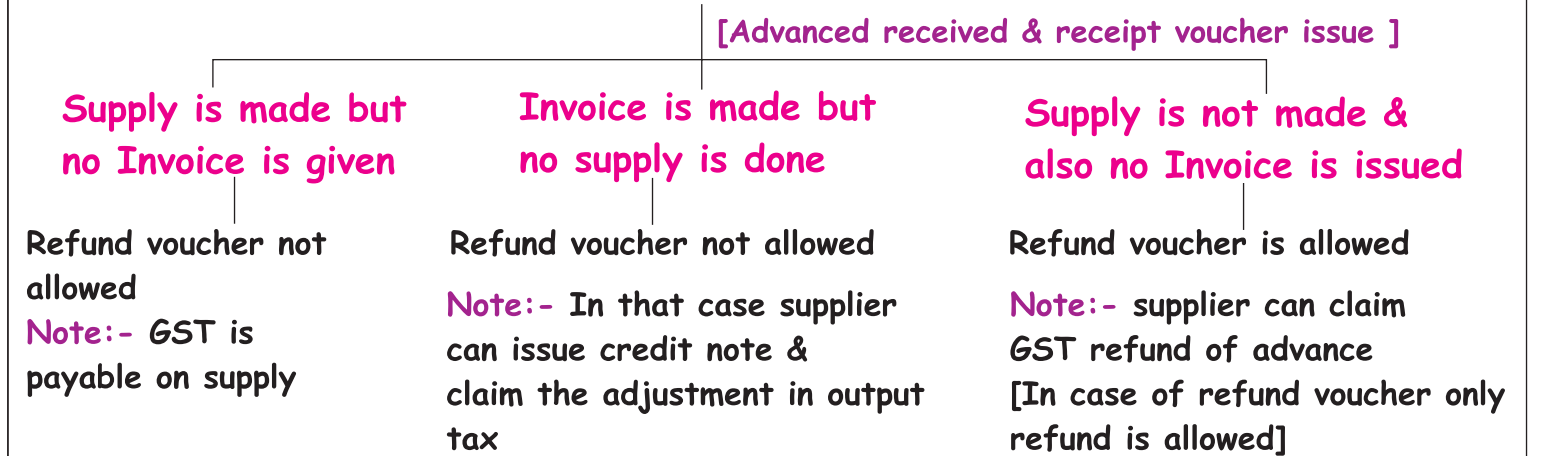 [Advanced received & receipt voucher issue ]
Supply is made but
no Invoice is given
Refund voucher not
allowed
Note:- GST is
payable on supply
Invoice is made but
no supply is done
Refund voucher not allowed
Note:- In that case supplier
can issue credit note &
claim the adjustment in output
tax
Supply is not made &
also no Invoice is issued
Refund voucher is allowed
Note:- supplier can claim
GST refund of advance
[In case of refund voucher only
refund is allowed]